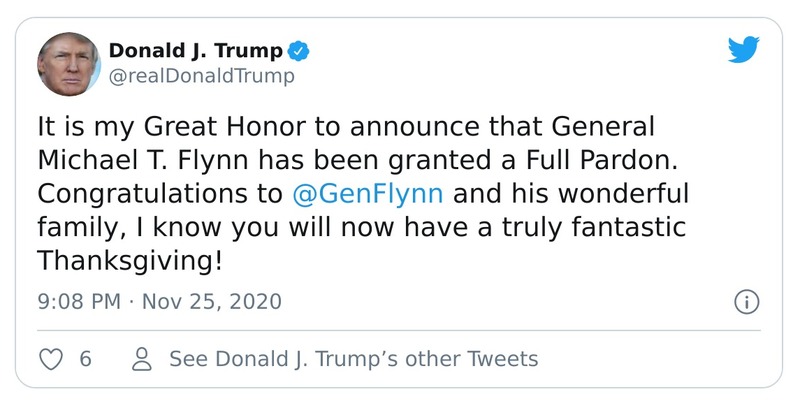 Donald J. Trump
@realDonaldTrump
It is my Great Honor to announce that General
Michael T. Flynn has been granted a Full Pardon.
Congratulations to @GenFlynn and his wonderful
family, I know you will now have a truly fantastic
Thanksgiving!
9:08 PM · Nov 25, 2020
6 See Donald J. Trump’s other Tweets